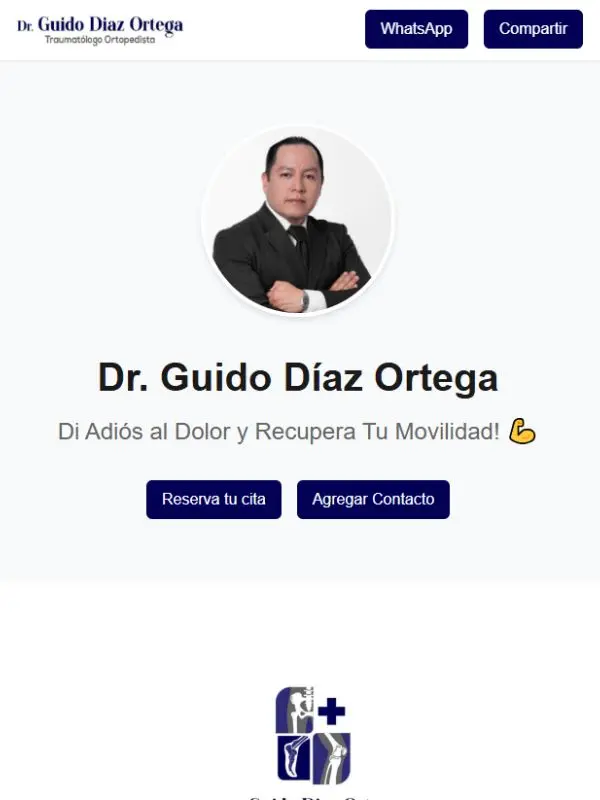 Dr. Guido Diaz Ortega
Traumatólogo Ortopedista
WhatsApp
Compartir
Dr. Guido Díaz Ortega
Di Adiós al Dolor y Recupera Tu Movilidad! 💪
Reserva tu cita
Agregar Contacto